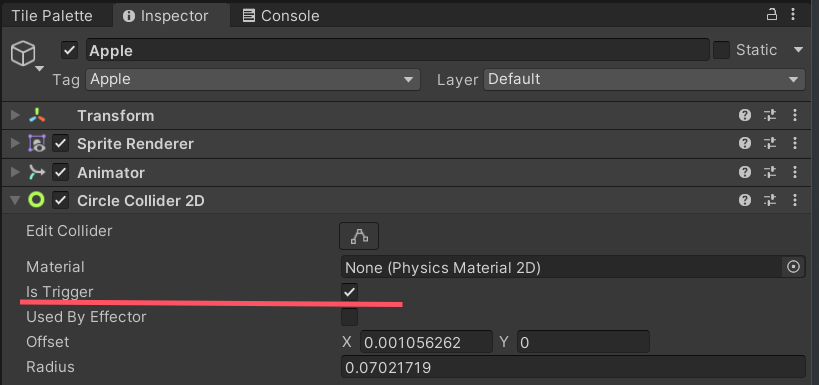 Tile Palette Inspector Console
Apple Static
Tag Apple Layer Default
Transform
Sprite Renderer
Animator
Circle Collider 2D
Edit Collider
Material None (Physics Material 2D)
Is Trigger
Used By Effector
Offset X 0.001056262 Y 0
Radius 0.07021719